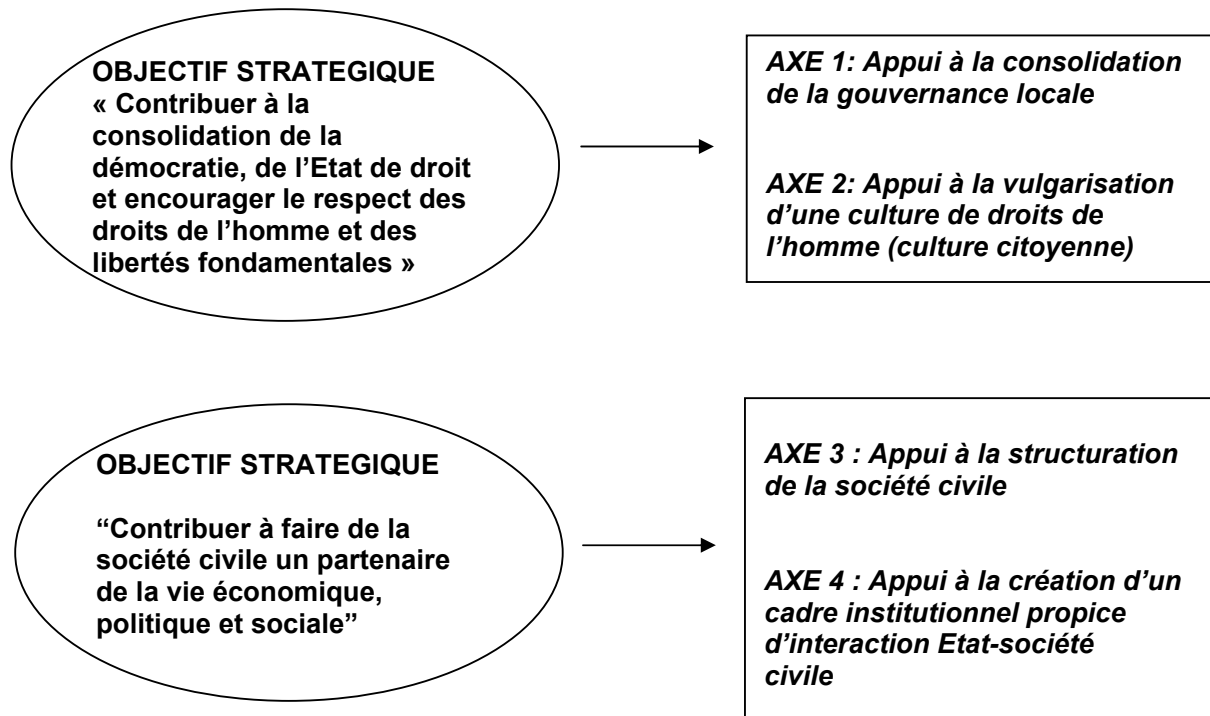 OBJECTIF STRATEGIQUE
« Contribuer à la
consolidation de la
démocratie, de l’Etat de droit
et encourager le respect des
droits de l’homme et des
libertés fondamentales »
AXE 1: Appui à la consolidation
de la gouvernance locale
AXE 2: Appui à la vulgarisation
d’une culture de droits de
l’homme (culture citoyenne)
OBJECTIF STRATEGIQUE
“Contribuer à faire de la
société civile un partenaire
de la vie économique,
politique et sociale”
AXE 3 : Appui à la structuration
de la société civile
AXE 4 : Appui à la création d’un
cadre institutionnel propice
d’interaction Etat-société
civile